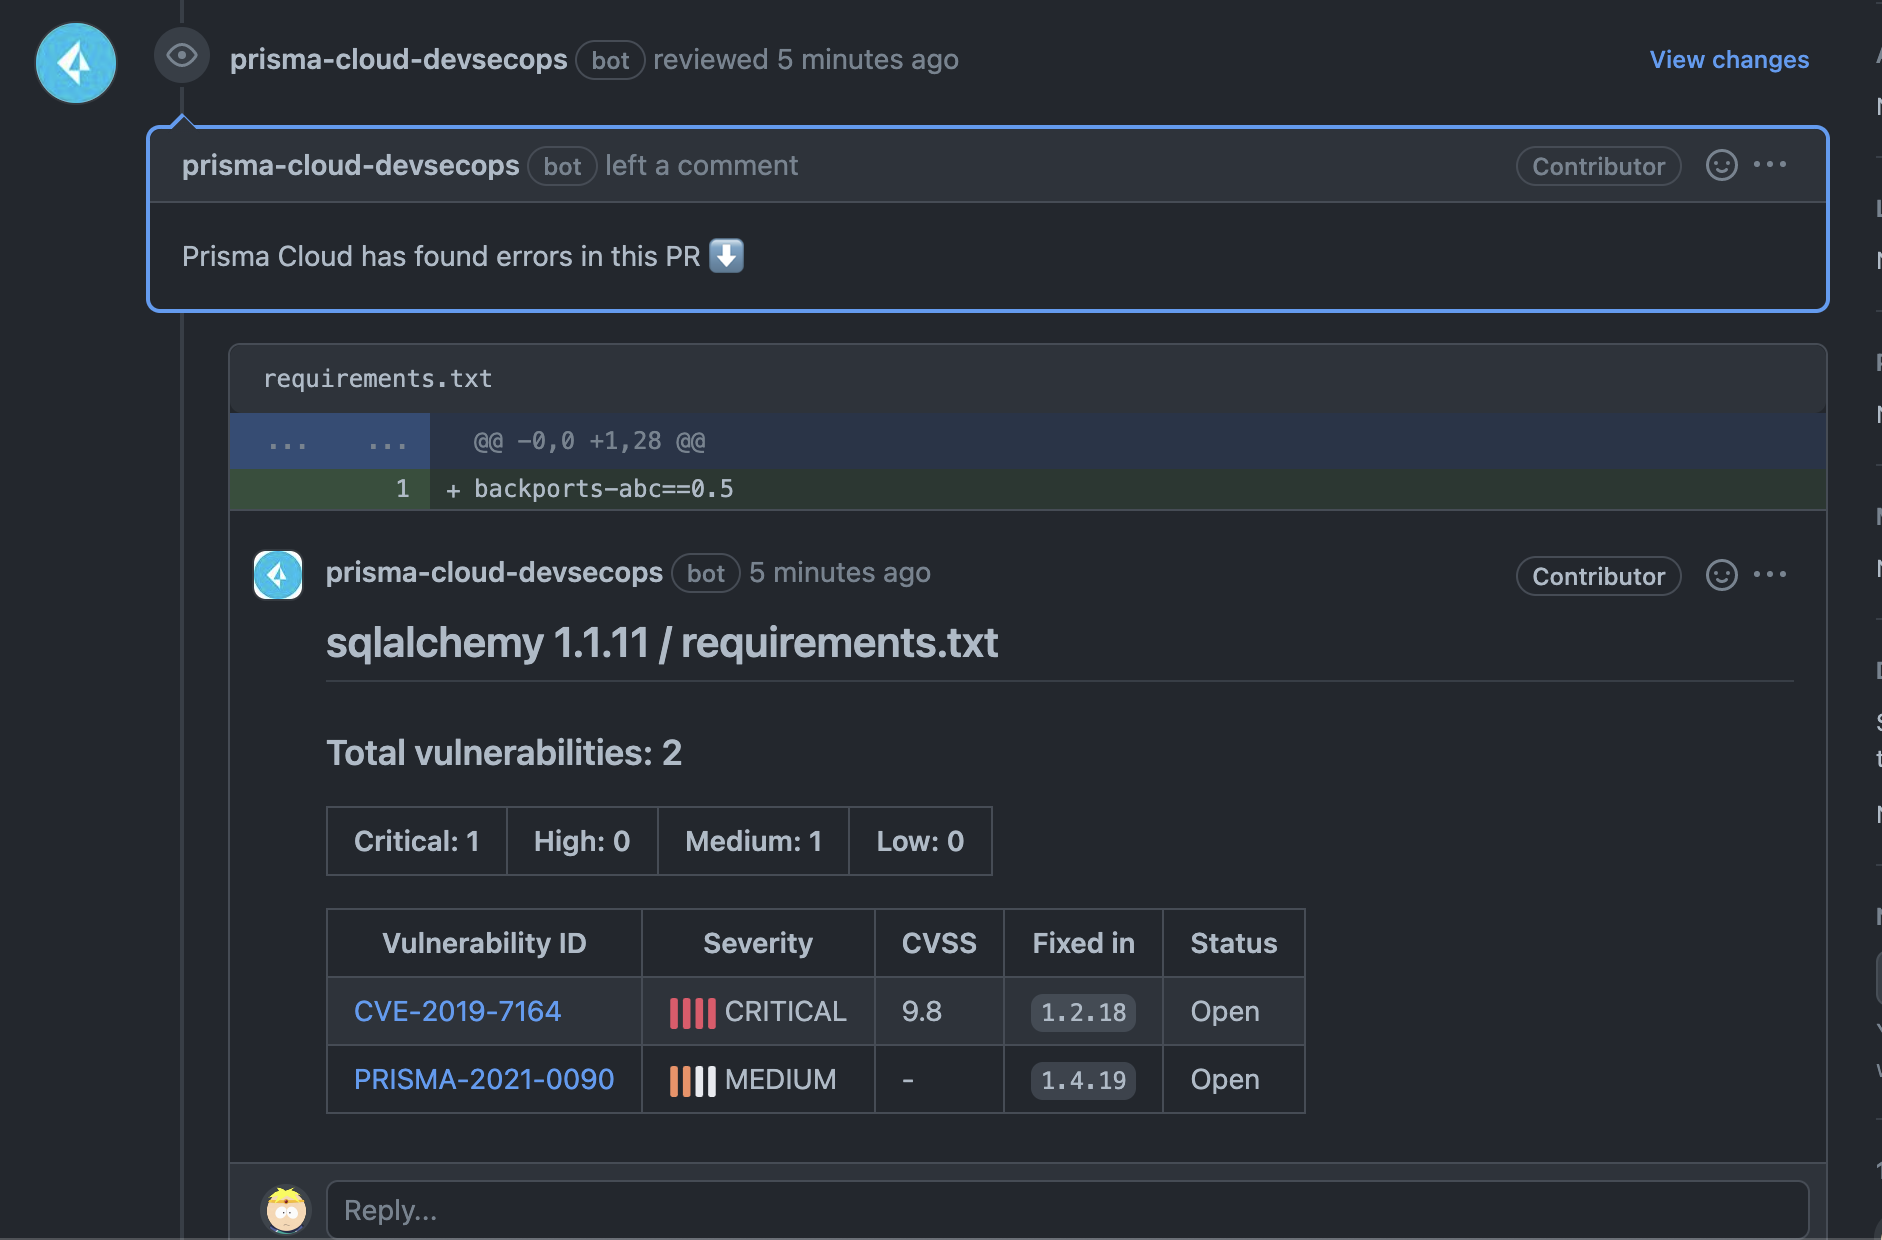 prisma-cloud-devsecops bot reviewed 5 minutes ago View changes
prisma-cloud-devsecops bot left a comment Contributor
Prisma Cloud has found errors in this PR ⬇️
requirements.txt
... ... @@ -0,0 +1,28 @@
1 + backports-abc==0.5
prisma-cloud-devsecops bot 5 minutes ago Contributor
sqlalchemy 1.1.11 / requirements.txt
Total vulnerabilities: 2
Critical: 1 High: 0 Medium: 1 Low: 0
Vulnerability ID Severity CVSS Fixed in Status
CVE-2019-7164 CRITICAL 9.8 1.2.18 Open
PRISMA-2021-0090 MEDIUM - 1.4.19 Open
Reply...